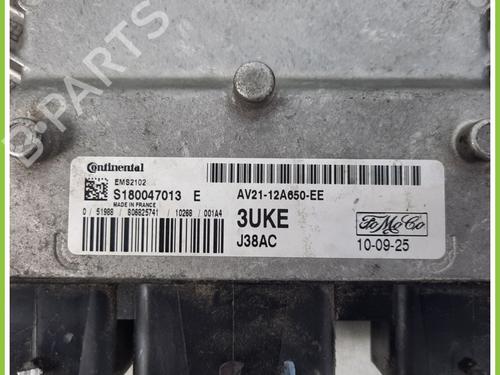 Continental
EMS2102
S180047013 E
MADE IN FRANCE
0 / 51988 / 806825741 / 10268 / 001A4
AV21-12A650-EE
3UKE
J38AC
FoMoCo
10-09-25